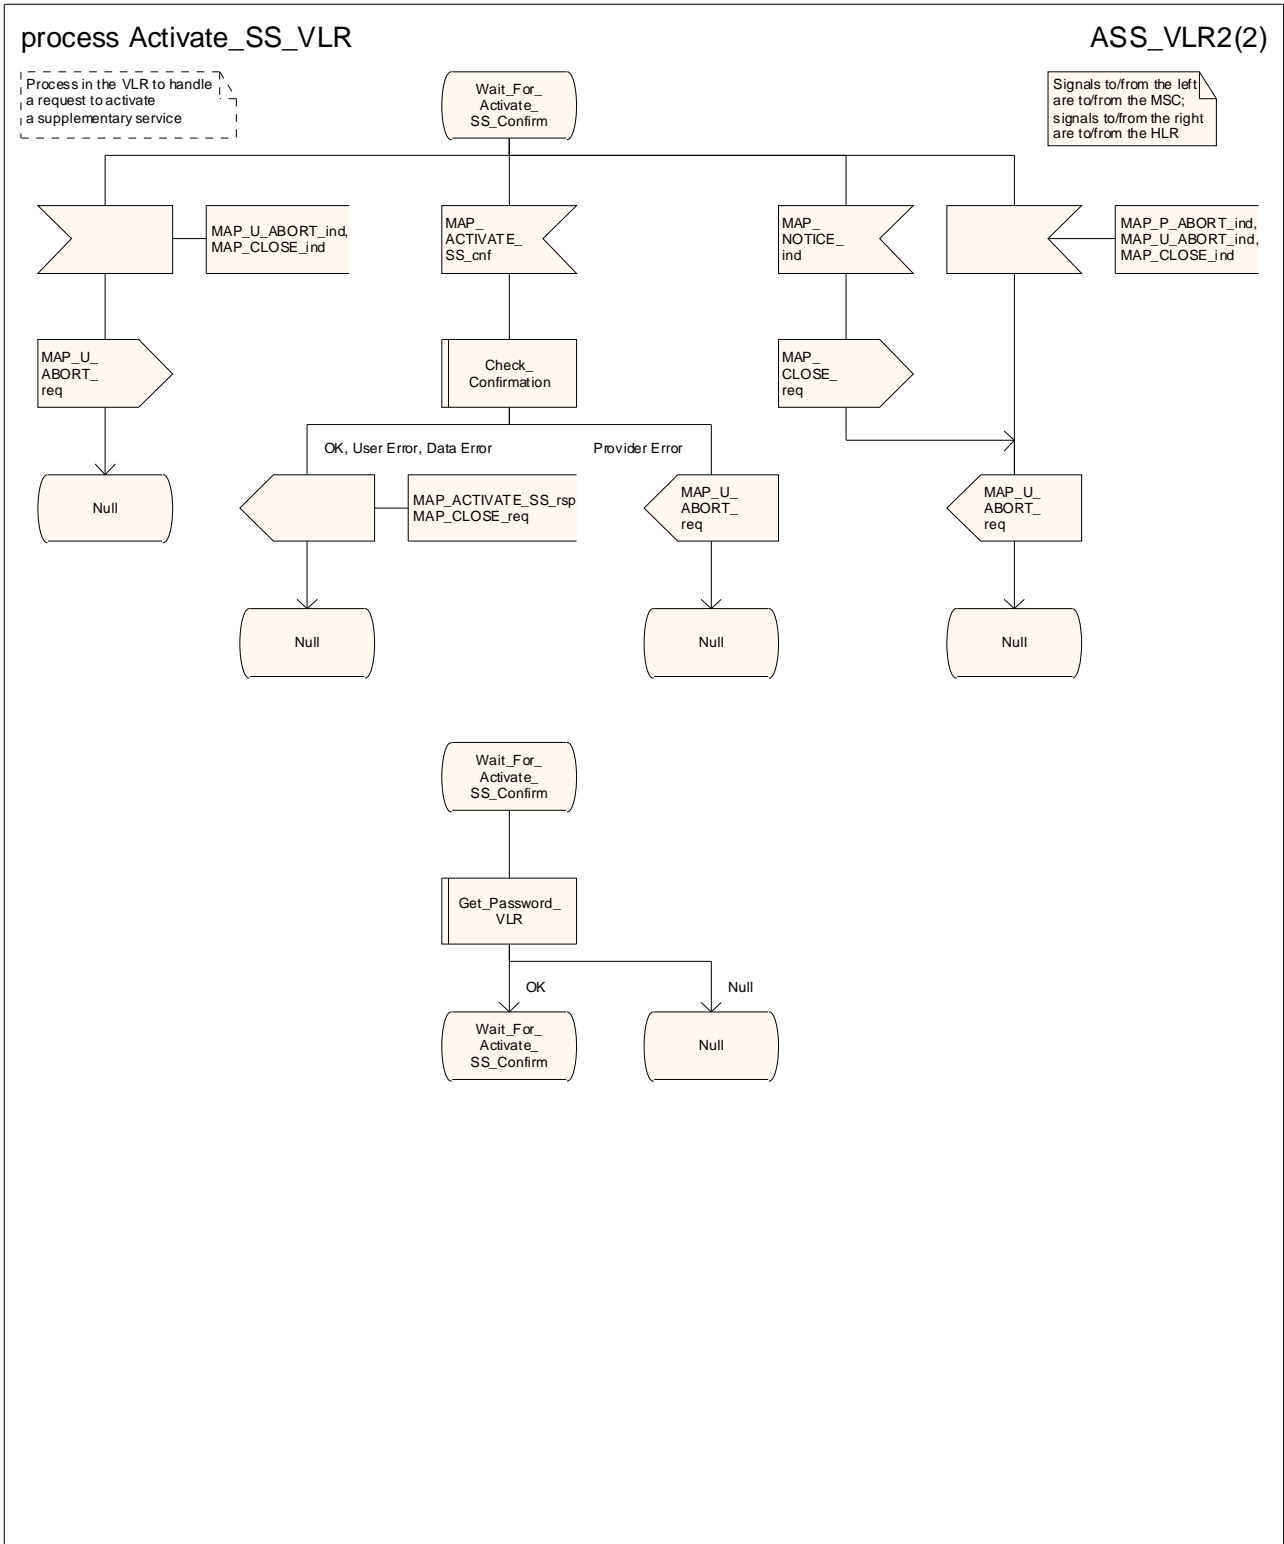 process Activate_SS_VLR
ASS_VLR2(2)
Process in the VLR to handle
a request to activate
a supplementary service
Wait_For_
Activate_
SS_Confirm
Signals to/from the left
are to/from the MSC;
signals to/from the right
are to/from the HLR
MAP_U_ABORT_ind,
MAP_CLOSE_ind
MAP_
ACTIVATE_
SS_cnf
MAP_
NOTICE_
ind
MAP_P_ABORT_ind,
MAP_U_ABORT_ind,
MAP_CLOSE_ind
MAP_U_
ABORT_
req
Check_
Confirmation
MAP_
CLOSE_
req
OK, User Error, Data Error
Provider Error
Null
MAP_ACTIVATE_SS_rsp
MAP_CLOSE_req
MAP_U_
ABORT_
req
MAP_U_
ABORT_
req
Null
Null
Null
Wait_For_
Activate_
SS_Confirm
Get_Password_
VLR
OK
Null
Wait_For_
Activate_
SS_Confirm
Null